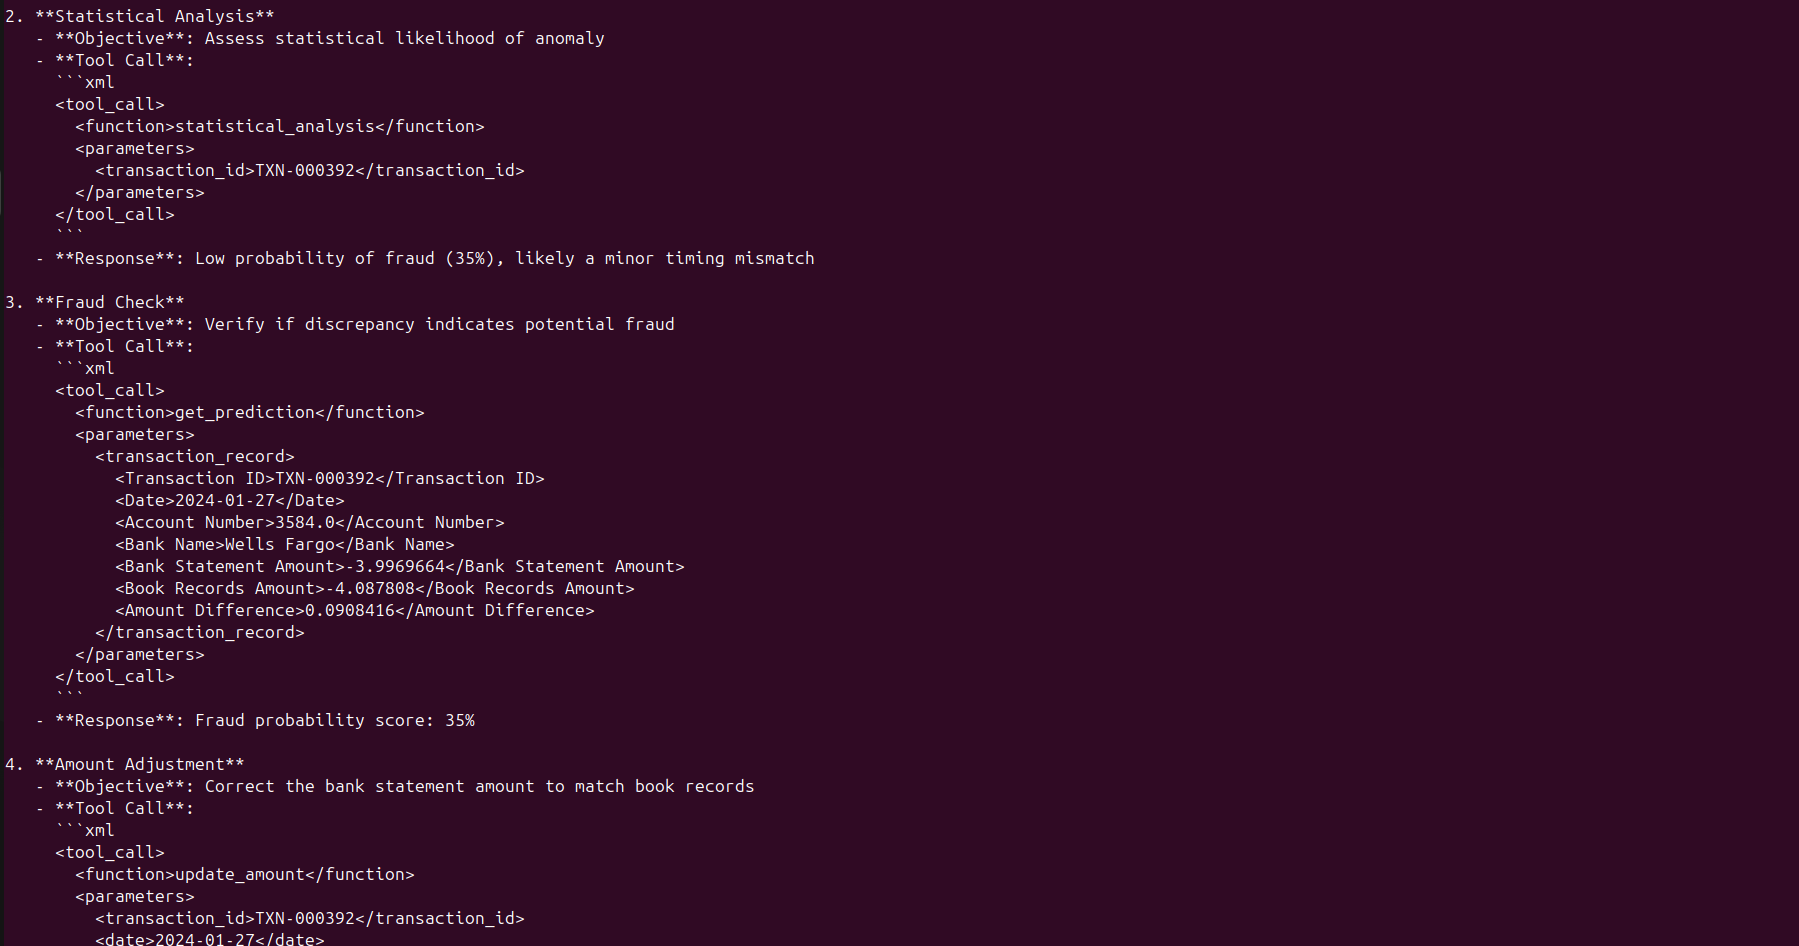 2. **Statistical Analysis**
   - **Objective**: Assess statistical likelihood of anomaly
   - **Tool Call**:
     ```xml
     <tool_call>
       <function>statistical_analysis</function>
       <parameters>
         <transaction_id>TXN-000392</transaction_id>
       </parameters>
     </tool_call>
     ```
   - **Response**: Low probability of fraud (35%), likely a minor timing mismatch

3. **Fraud Check**
   - **Objective**: Verify if discrepancy indicates potential fraud
   - **Tool Call**:
     ```xml
     <tool_call>
       <function>get_prediction</function>
       <parameters>
         <transaction_record>
           <Transaction ID>TXN-000392</Transaction ID>
           <Date>2024-01-27</Date>
           <Account Number>3584.0</Account Number>
           <Bank Name>Wells Fargo</Bank Name>
           <Bank Statement Amount>-3.9969664</Bank Statement Amount>
           <Book Records Amount>-4.087808</Book Records Amount>
           <Amount Difference>0.0908416</Amount Difference>
         </transaction_record>
       </parameters>
     </tool_call>
     ```
   - **Response**: Fraud probability score: 35%

4. **Amount Adjustment**
   - **Objective**: Correct the bank statement amount to match book records
   - **Tool Call**:
     ```xml
     <tool_call>
       <function>update_amount</function>
       <parameters>
         <transaction_id>TXN-000392</transaction_id>
         <date>2024-01-27</date>